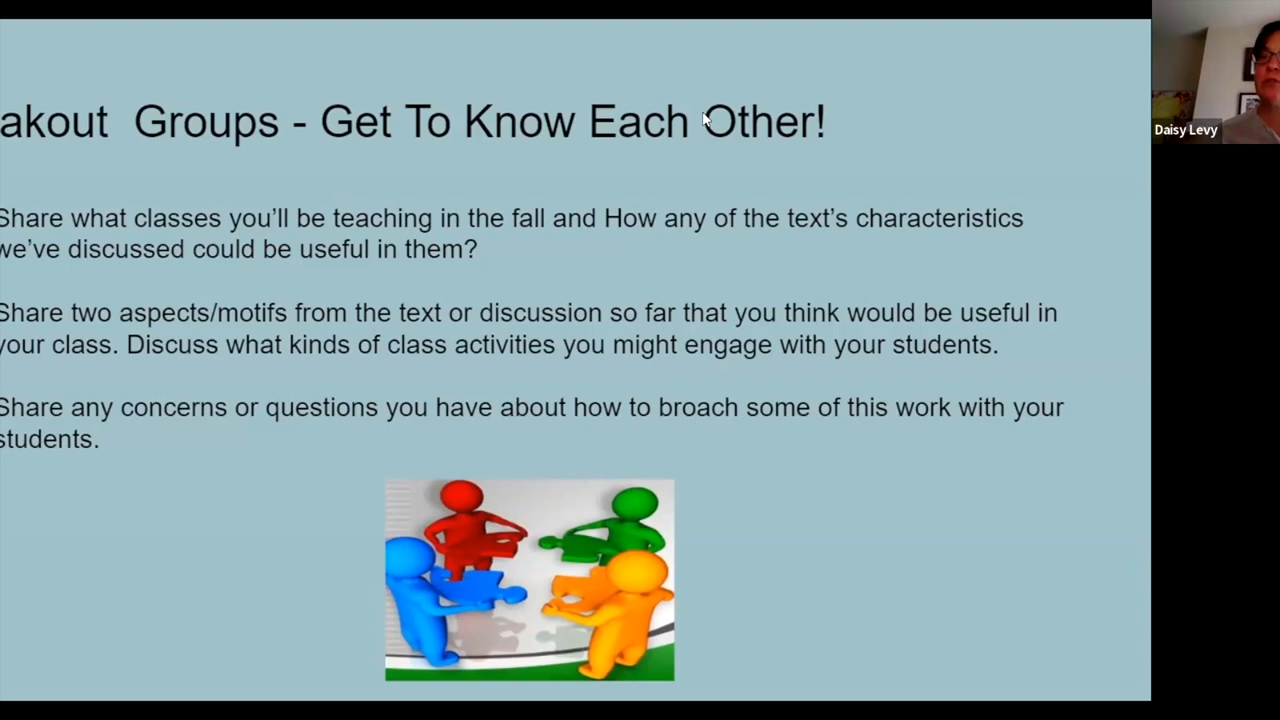 akout Groups - Get To Know Each Other!
Share what classes you'll be teaching in the fall and How any of the text's characteristics
we've discussed could be useful in them?
Share two aspects/motifs from the text or discussion so far that you think would be useful in
your class. Discuss what kinds of class activities you might engage with your students.
Share any concerns or questions you have about how to broach some of this work with your
students.
Daisy Levy